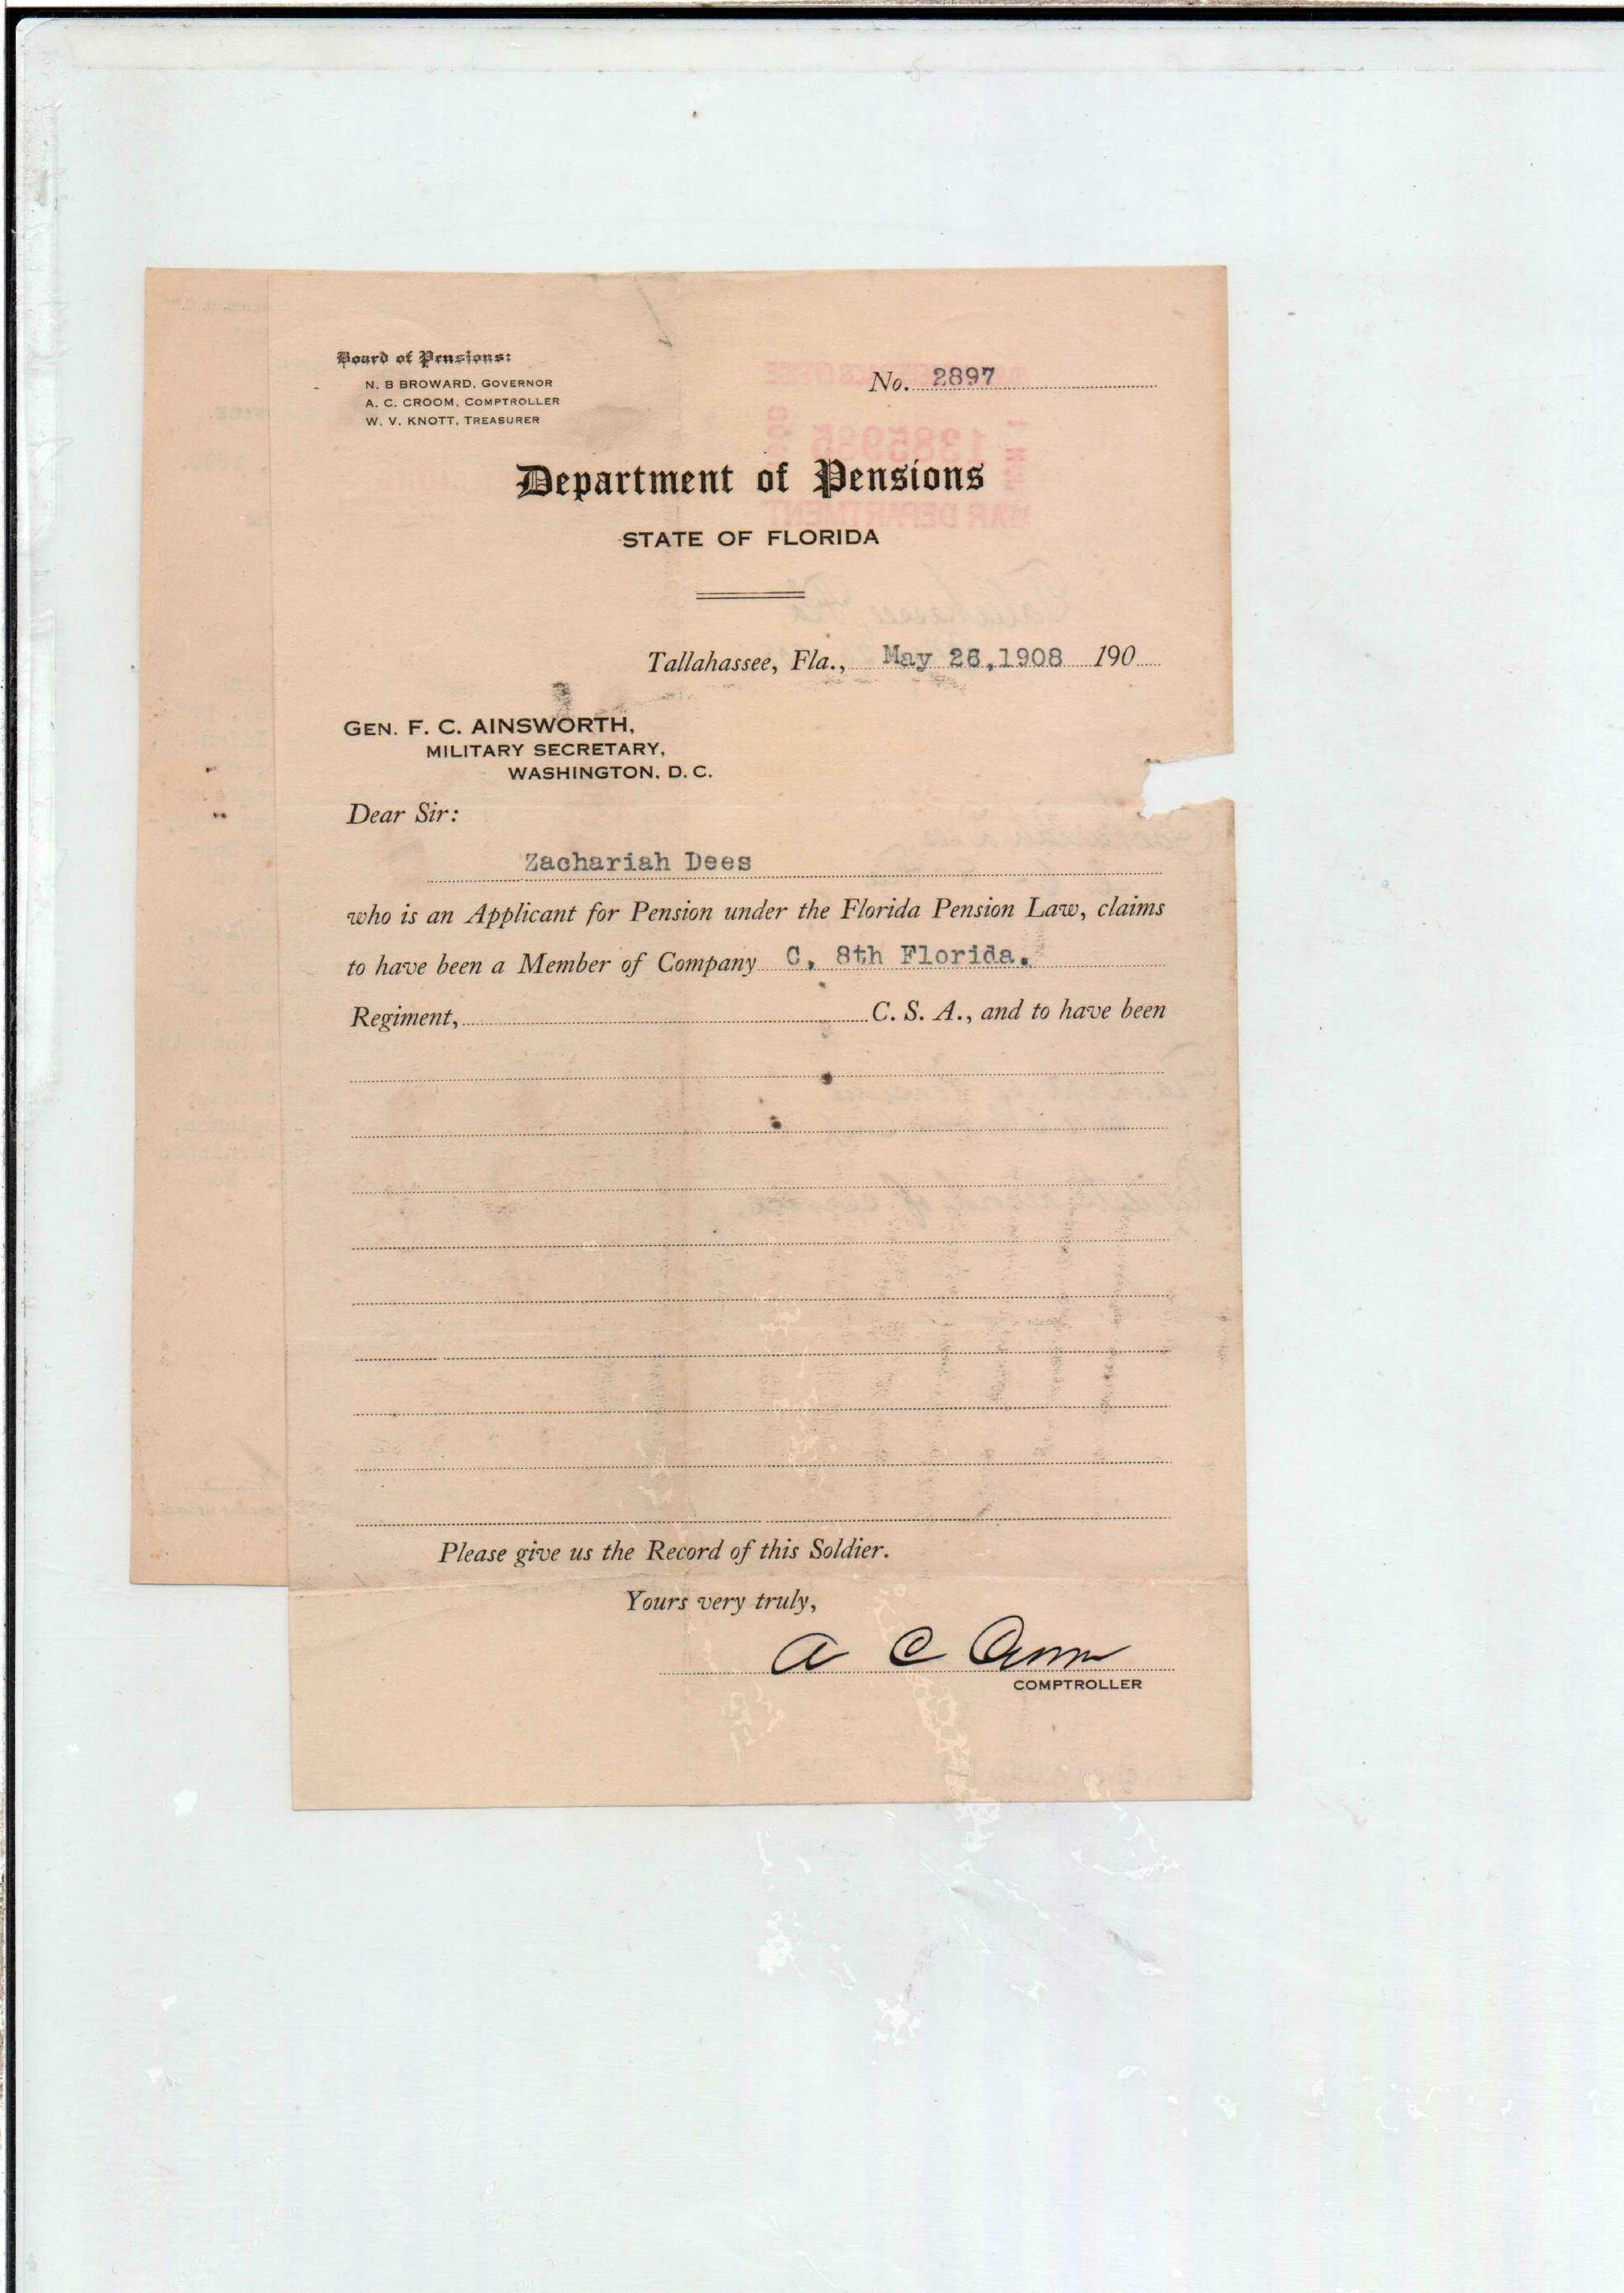 Board of Pensions:
N. B BROWARD, GOVERNOR
A. C. CROOM, COMPTROLLER
W. V. KNOTT, TREASURER
No. 2897
Department of Pensions
STATE OF FLORIDA
Tallahassee, Fla., May 26, 1908 190
GEN. F. C. AINSWORTH,
MILITARY SECRETARY,
WASHINGTON, D. C.
Dear Sir:
Zachariah Dees
who is an Applicant for Pension under the Florida Pension Law, claims
to have been a Member of Company C, 8th Florida.
Regiment, C. S. A., and to have been
Please give us the Record of this Soldier.
Yours very truly,
A C Croom
COMPTROLLER